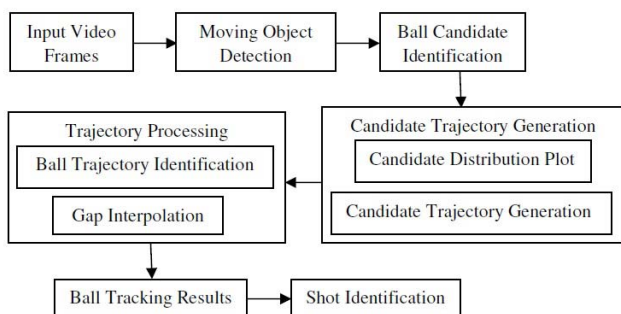 Input Video
Frames
Moving Object
Detection
Ball Candidate
Identification
Candidate Trajectory Generation
Candidate Distribution Plot
Candidate Trajectory Generation
Trajectory Processing
Ball Trajectory Identification
Gap Interpolation
Ball Tracking Results
Shot Identification